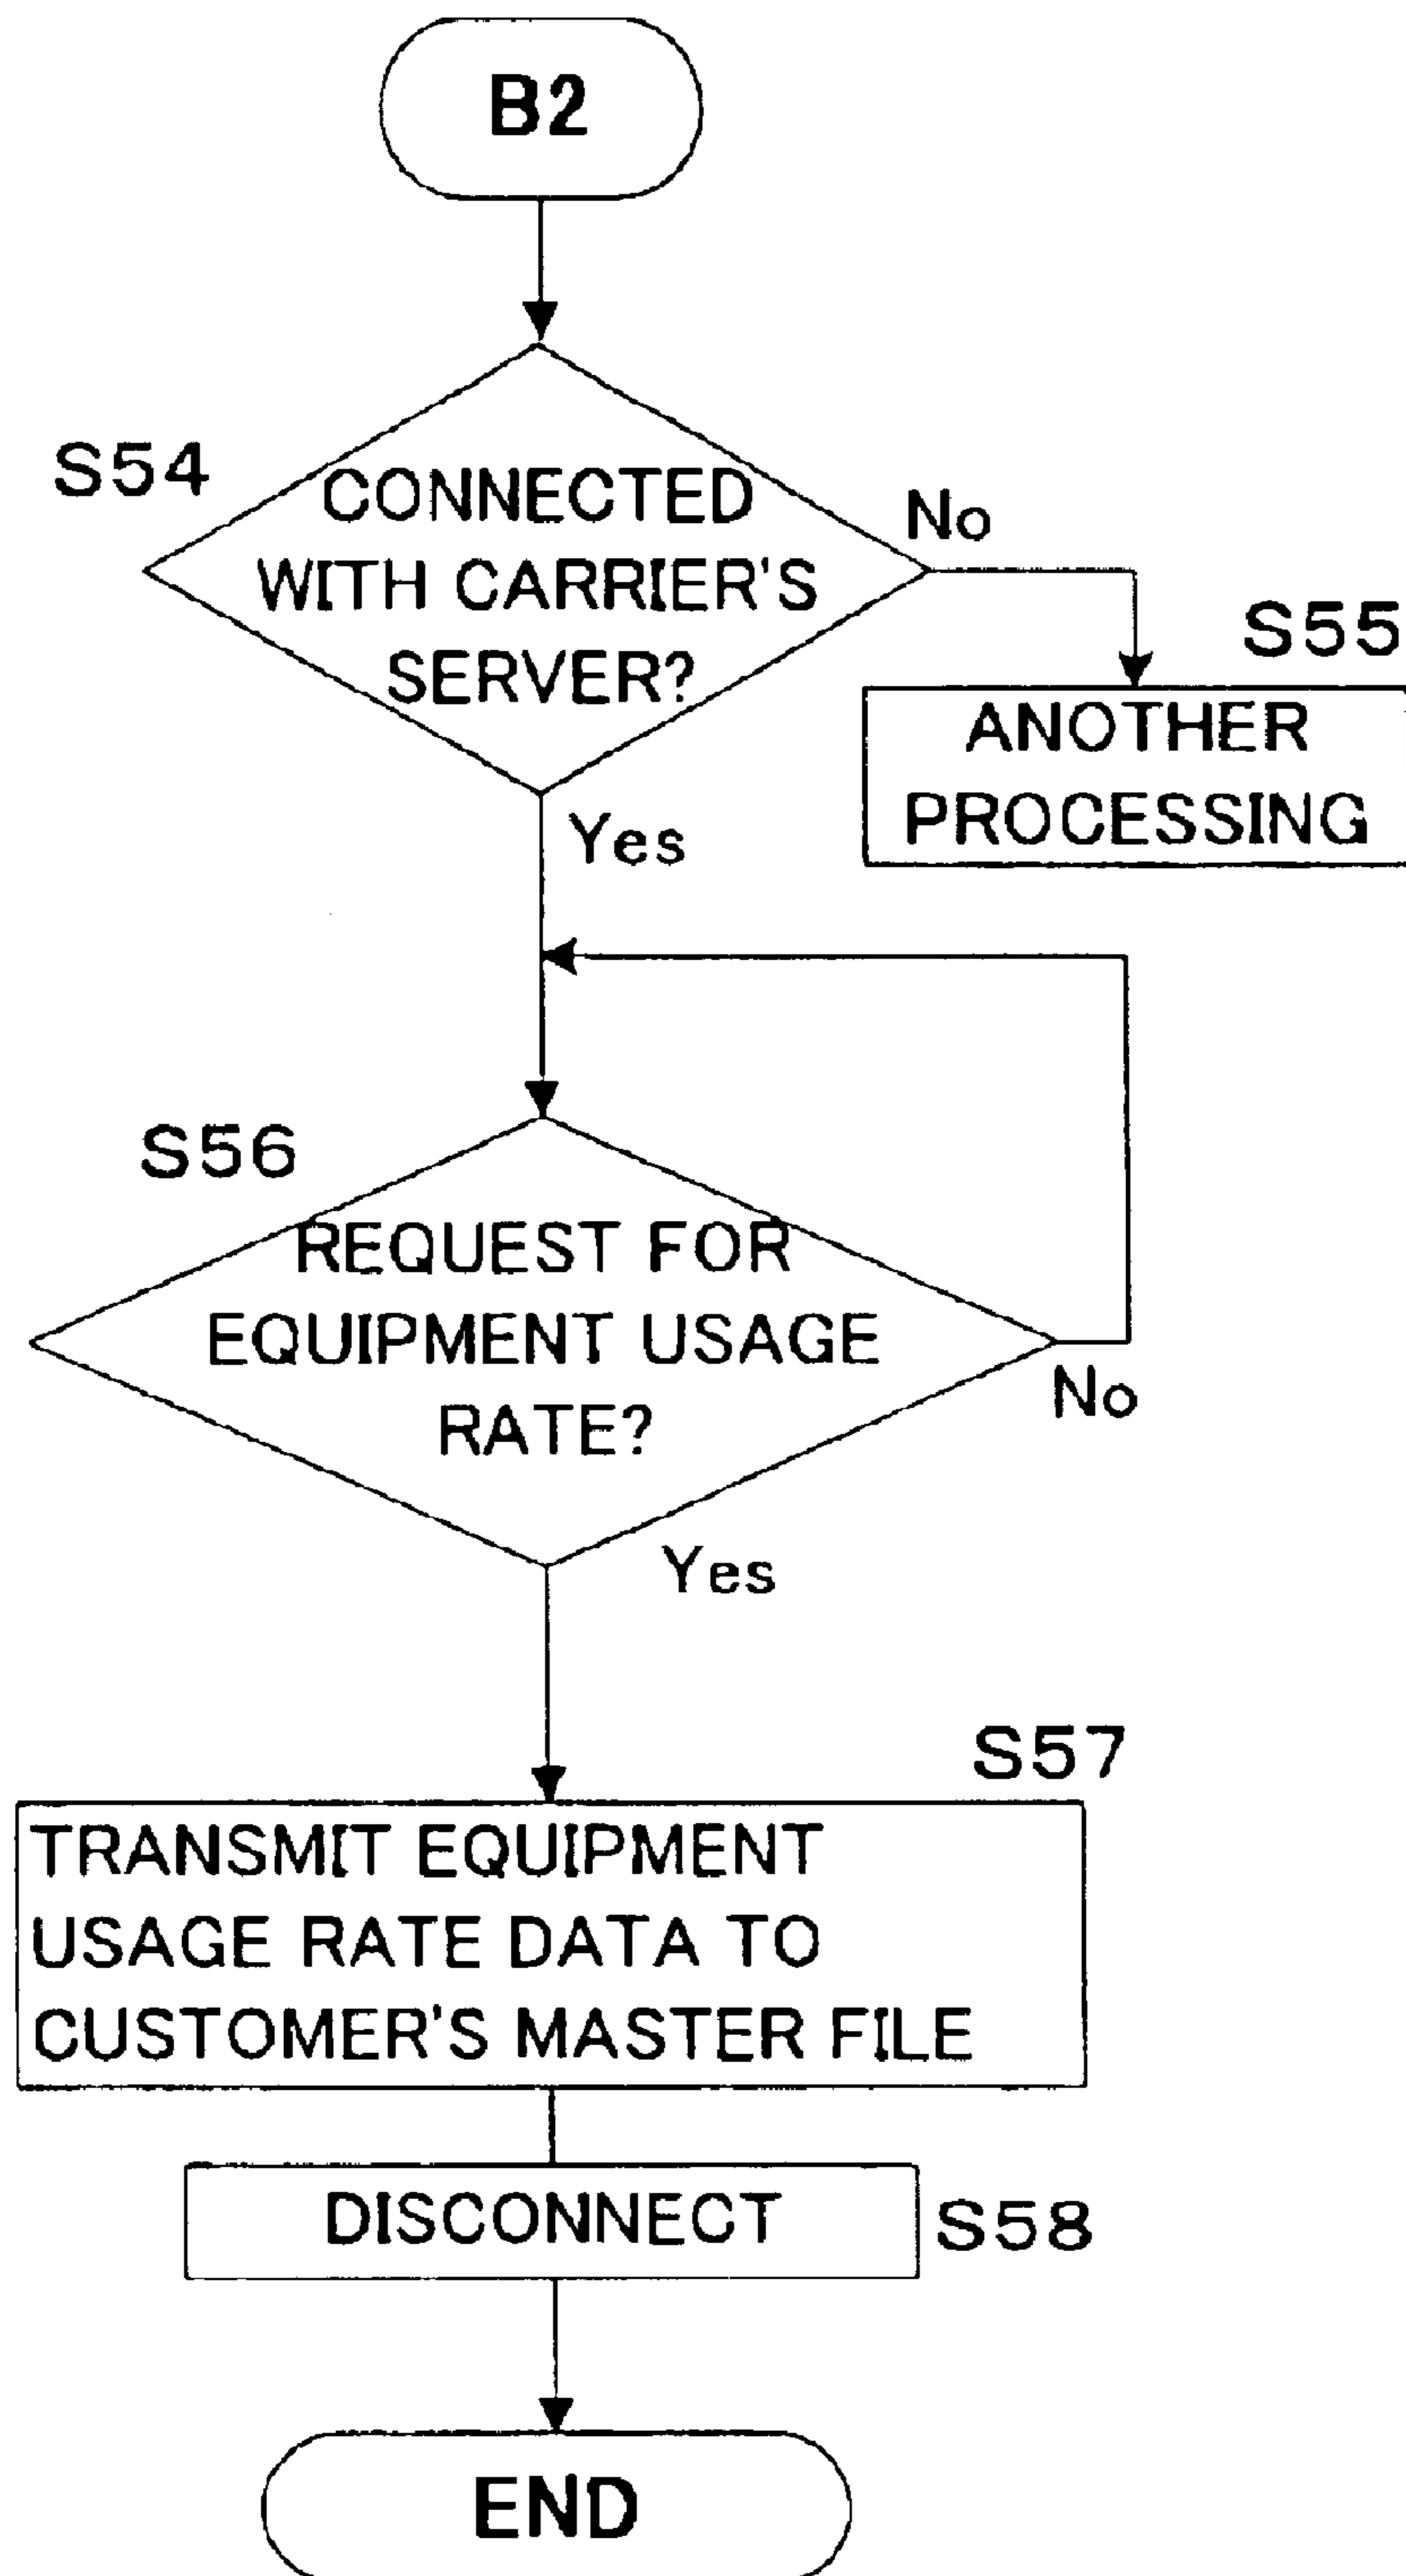 B2
S54
CONNECTED
WITH CARRIER'S
SERVER?
No
S55
ANOTHER
PROCESSING
Yes
S56
REQUEST FOR
EQUIPMENT USAGE
RATE?
No
Yes
S57
TRANSMIT EQUIPMENT
USAGE RATE DATA TO
CUSTOMER'S MASTER FILE
DISCONNECT
S58
END